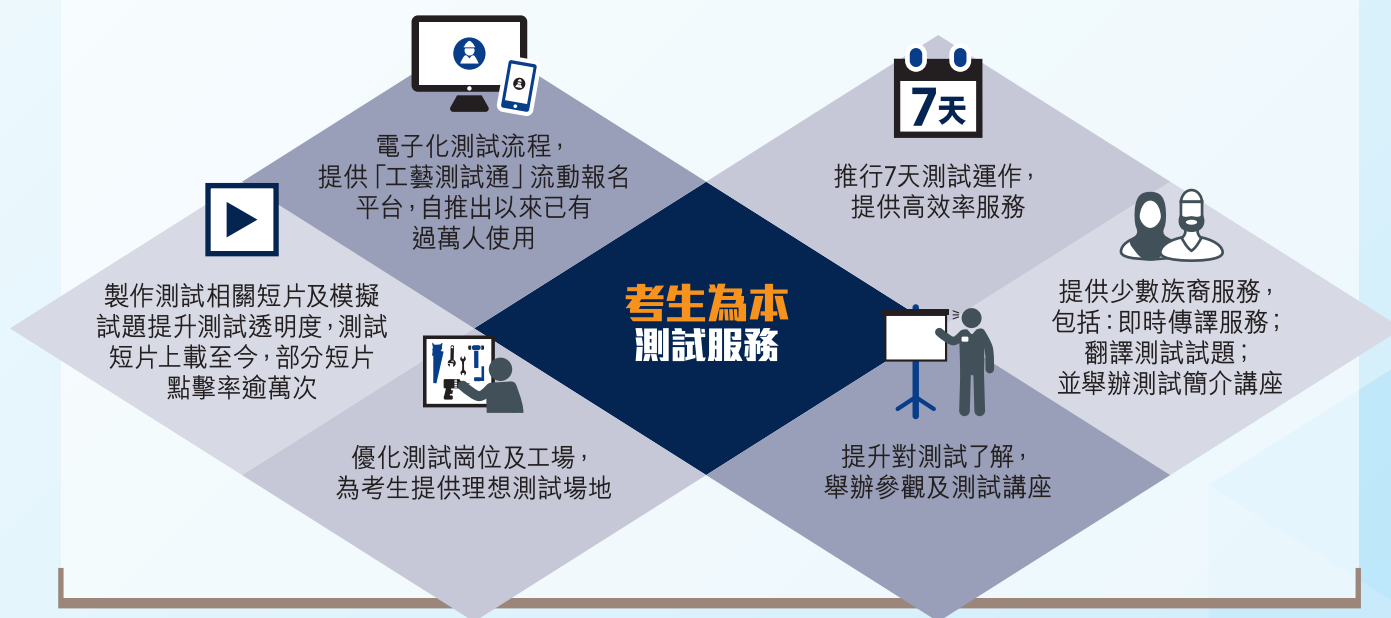 電子化測試流程，
提供「工藝測試通」流動報名
平台，自推出以來已有
過萬人使用
7天
推行7天測試運作，
提供高效率服務
製作測試相關短片及模擬
試題提升測試透明度，測試
短片上載至今，部分短片
點擊率逾萬次
考生為本
測試服務
提供少數族裔服務，
包括：即時傳譯服務；
翻譯測試試題；
並舉辦測試簡介講座
優化測試崗位及工場，
為考生提供理想測試場地
提升對測試了解，
舉辦參觀及測試講座